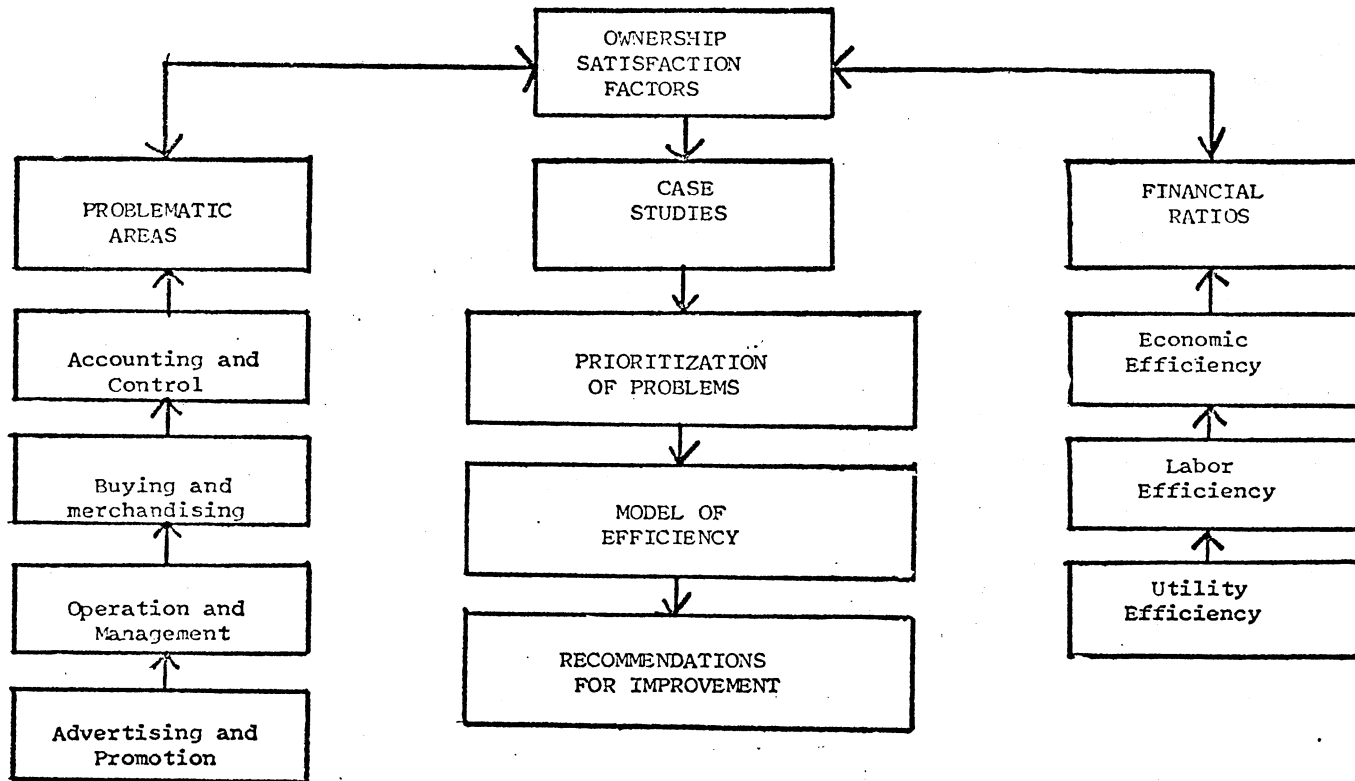 OWNERSHIP
SATISFACTION
FACTORS
PROBLEMATIC
AREAS
Accounting and
Control
Buying and
merchandising
Operation and
Management
Advertising and
Promotion
CASE
STUDIES
PRIORITIZATION
OF PROBLEMS
MODEL OF
EFFICIENCY
RECOMMENDATIONS
FOR IMPROVEMENT
FINANCIAL
RATIOS
Economic
Efficiency
Labor
Efficiency
Utility
Efficiency